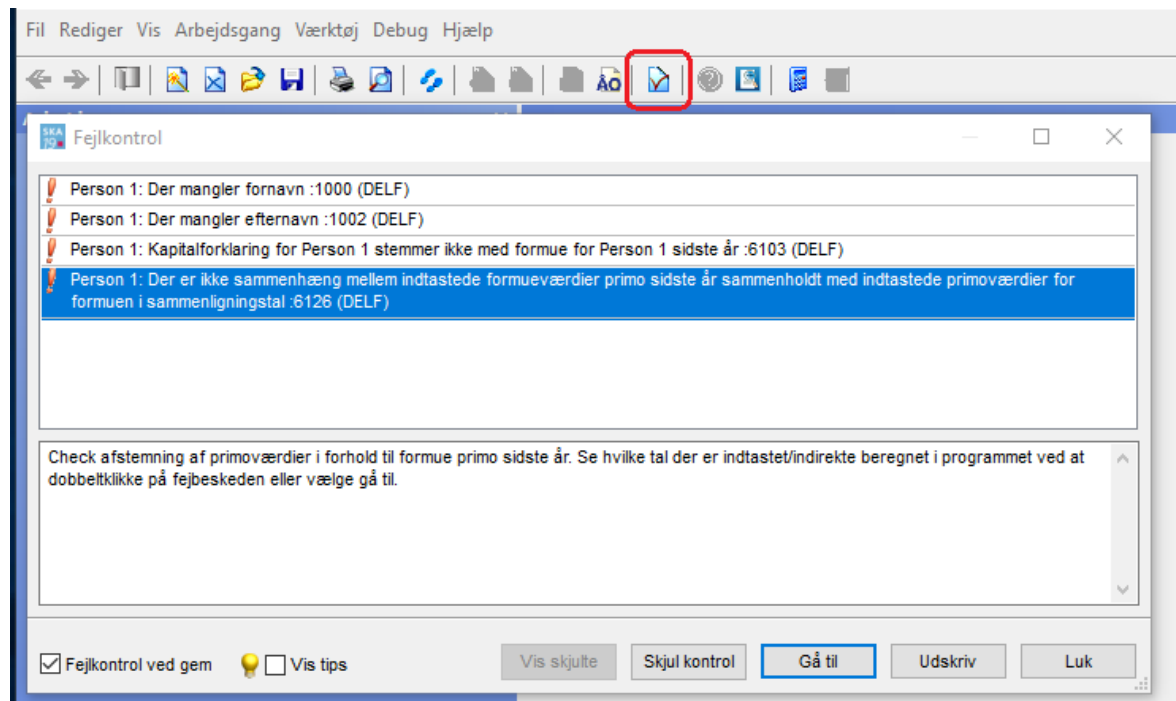 Fil Rediger Vis Arbejdsgang Værktøj Debug Hjælp
ÅÖ
SKA
19 Fejlkontrol
Person 1: Der mangler fornavn :1000 (DELF)
Person 1: Der mangler efternavn :1002 (DELF)
Person 1: Kapitalforklaring for Person 1 stemmer ikke med formue for Person 1 sidste år :6103 (DELF)
Person 1: Der er ikke sammenhæng mellem indtastede formueværdier primo sidste år sammenholdt med indtastede primoværdier for
formuen i sammenligningstal :6126 (DELF)
Check afstemning af primoværdier i forhold til formue primo sidste år. Se hvilke tal der er indtastet/indirekte beregnet i programmet ved at
dobbeltklikke på fejbeskeden eller vælge gå til.
Fejlkontrol ved gem Vis tips Vis skjulte Skjul kontrol Gå til Udskriv Luk